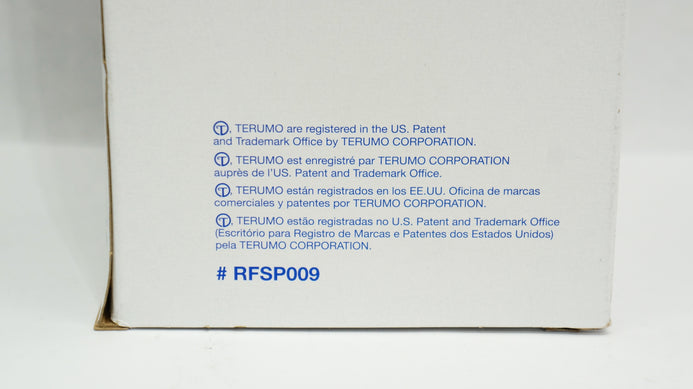 , TERUMO are registered in the US. Patent
and Trademark Office by TERUMO CORPORATION.
, TERUMO est enregistré par TERUMO CORPORATION
auprès de l'US. Patent and Trademark Office.
, TERUMO están registrados en los EE.UU. Oficina de marcas
comerciales y patentes por TERUMO CORPORATION.
, TERUMO estão registradas no U.S. Patent and Trademark Office
(Escritório para Registro de Marcas e Patentes dos Estados Unidos)
pela TERUMO CORPORATION.
# RFSP009